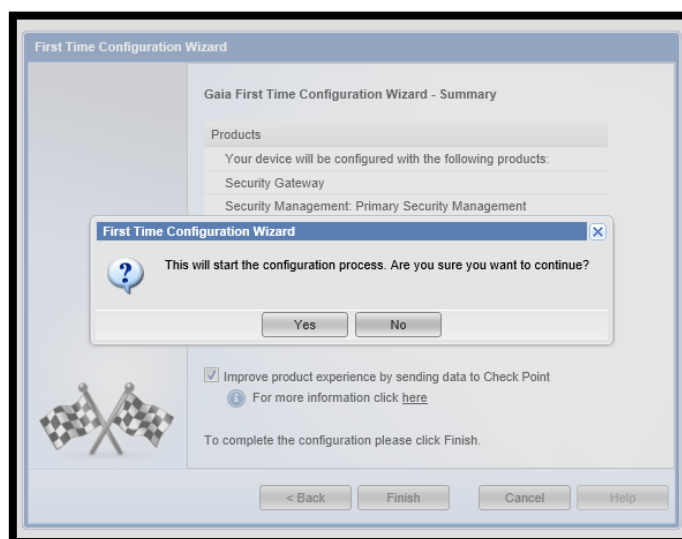 First Time Configuration Wizard
Gaia First Time Configuration Wizard - Summary
Products
Your device will be configured with the following products:
Security Gateway
Security Management: Primary Security Management
First Time Configuration Wizard
This will start the configuration process. Are you sure you want to continue?
Yes No
Improve product experience by sending data to Check Point
For more information click here
To complete the configuration please click Finish.
< Back Finish Cancel Help